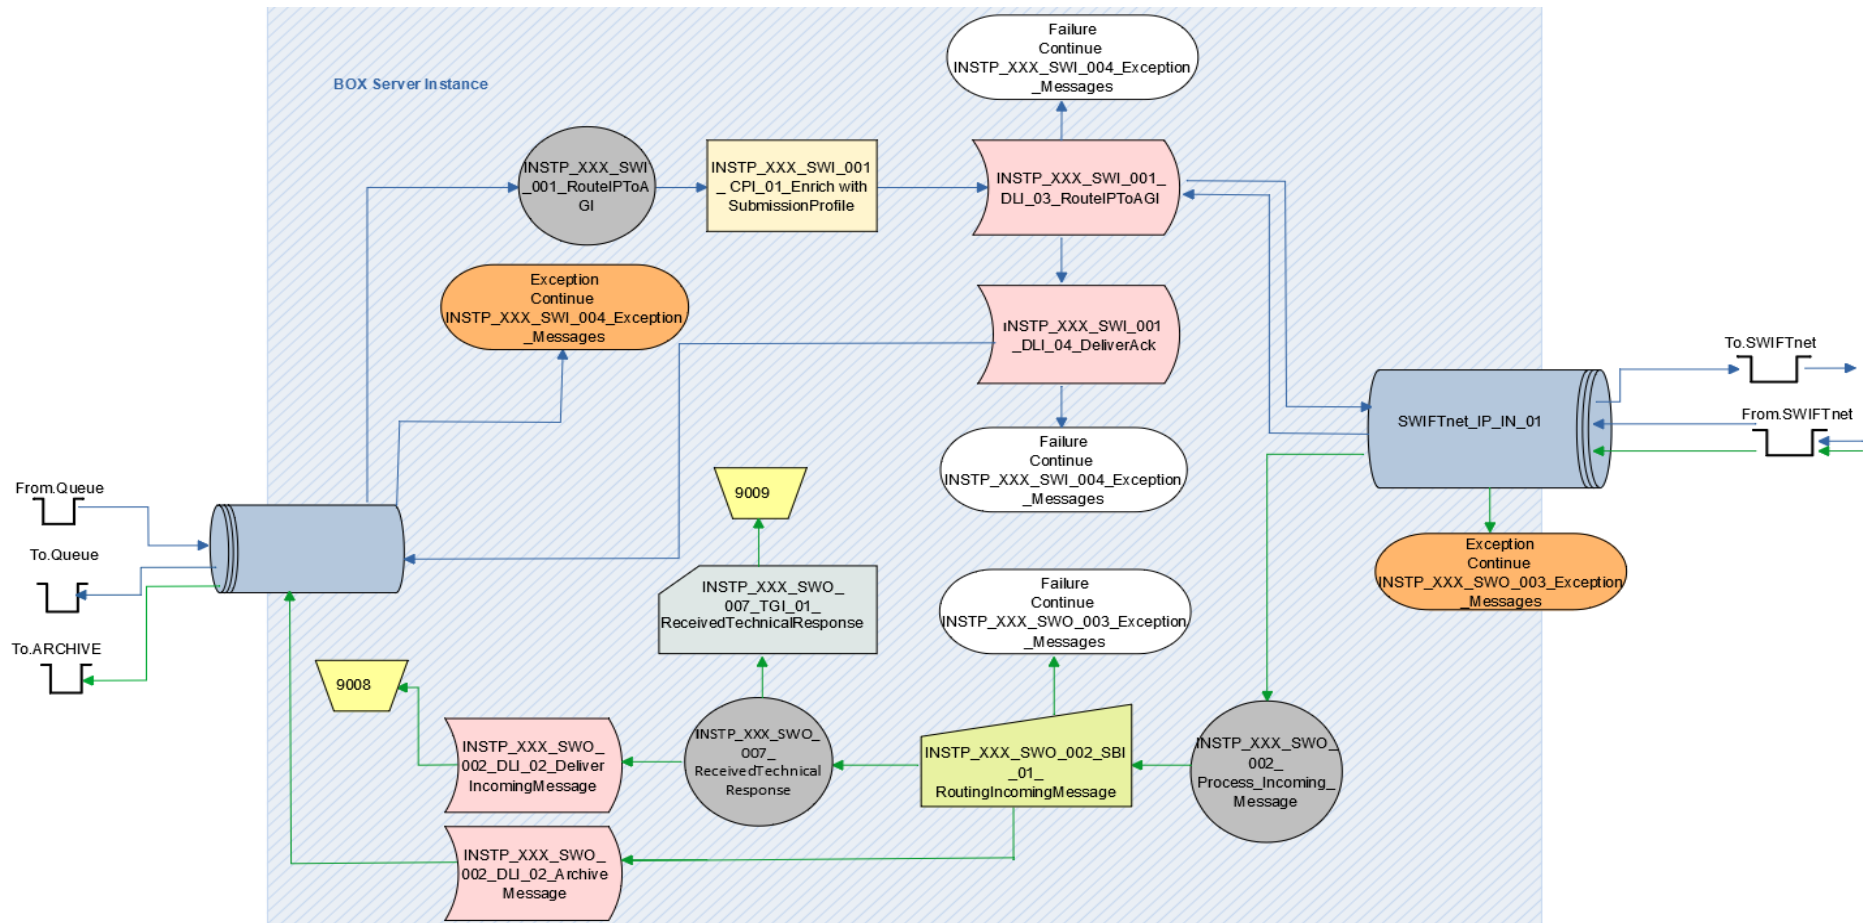 Failure
Continue
INSTP_XXX_SWI_004_Exception
_Messages
BOX Server Instance
INSTP_XXX_SWI
_001_RouteIPToA
GI
INSTP_XXX_SWI_001
_ CPI_01_Enrich with
SubmissionProfile
INSTP_XXX_SWI_001_
DLI_03_RouteIPToAGI
Exception
Continue
INSTP_XXX_SWI_004_Exception
_Messages
INSTP_XXX_SWI_001
_DLI_04_DeliverAck
To.SWIFTnet
From.SWIFTnet
SWIFTnet_IP_IN_01
Failure
Continue
INSTP_XXX_SWI_004_Exception
_Messages
9009
From.Queue
To.Queue
To.ARCHIVE
Exception
Continue
INSTP_XXX_SWO_003_Exception
_Messages
INSTP_XXX_SWO_
007_TGI_01_
ReceivedTechnicalResponse
Failure
Continue
INSTP_XXX_SWO_003_Exception
_Messages
9008
INSTP_XXX_SWO_
002_DLI_02_Deliver
IncomingMessage
INSTP_XXX_SWO_
007_
ReceivedTechnical
Response
INSTP_XXX_SWO_002_SBI
_01_
RoutingIncomingMessage
INSTP_XXX_SWO_
002_
Process_Incoming_
Message
INSTP_XXX_SWO_
002_DLI_02_Archive
Message